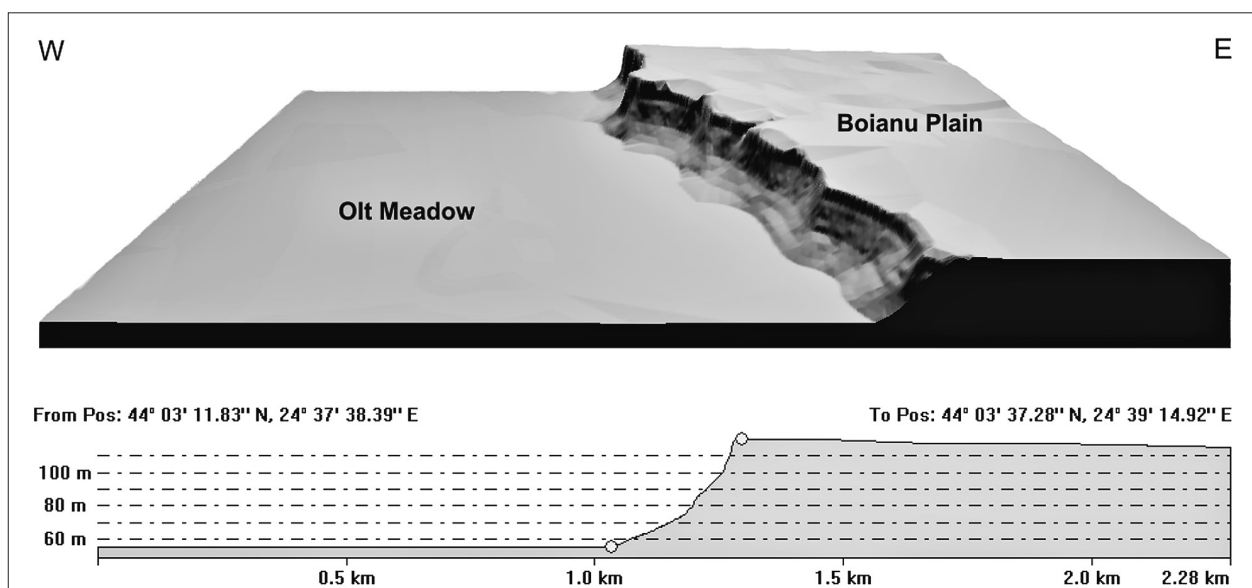 W E
Boianu Plain
Olt Meadow
From Pos: 44° 03' 11.83" N, 24° 37' 38.39" E To Pos: 44° 03' 37.28" N, 24° 39' 14.92" E
100 m
80 m
60 m
0.5 km 1.0 km 1.5 km 2.0 km 2.28 km